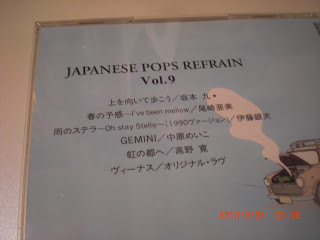 JAPANESE POPS REFRAIN
Vol.9
上を向いて歩こう／坂本 九
春の予感〜I've been mellow／尾崎亜美
雨のステラ〜Oh stay Stella〜(1990ヴァージョン)／伊藤銀次
GEMINI／中原めいこ
虹の都へ／高野 寛
ヴィーナス／オリジナル・ラヴ